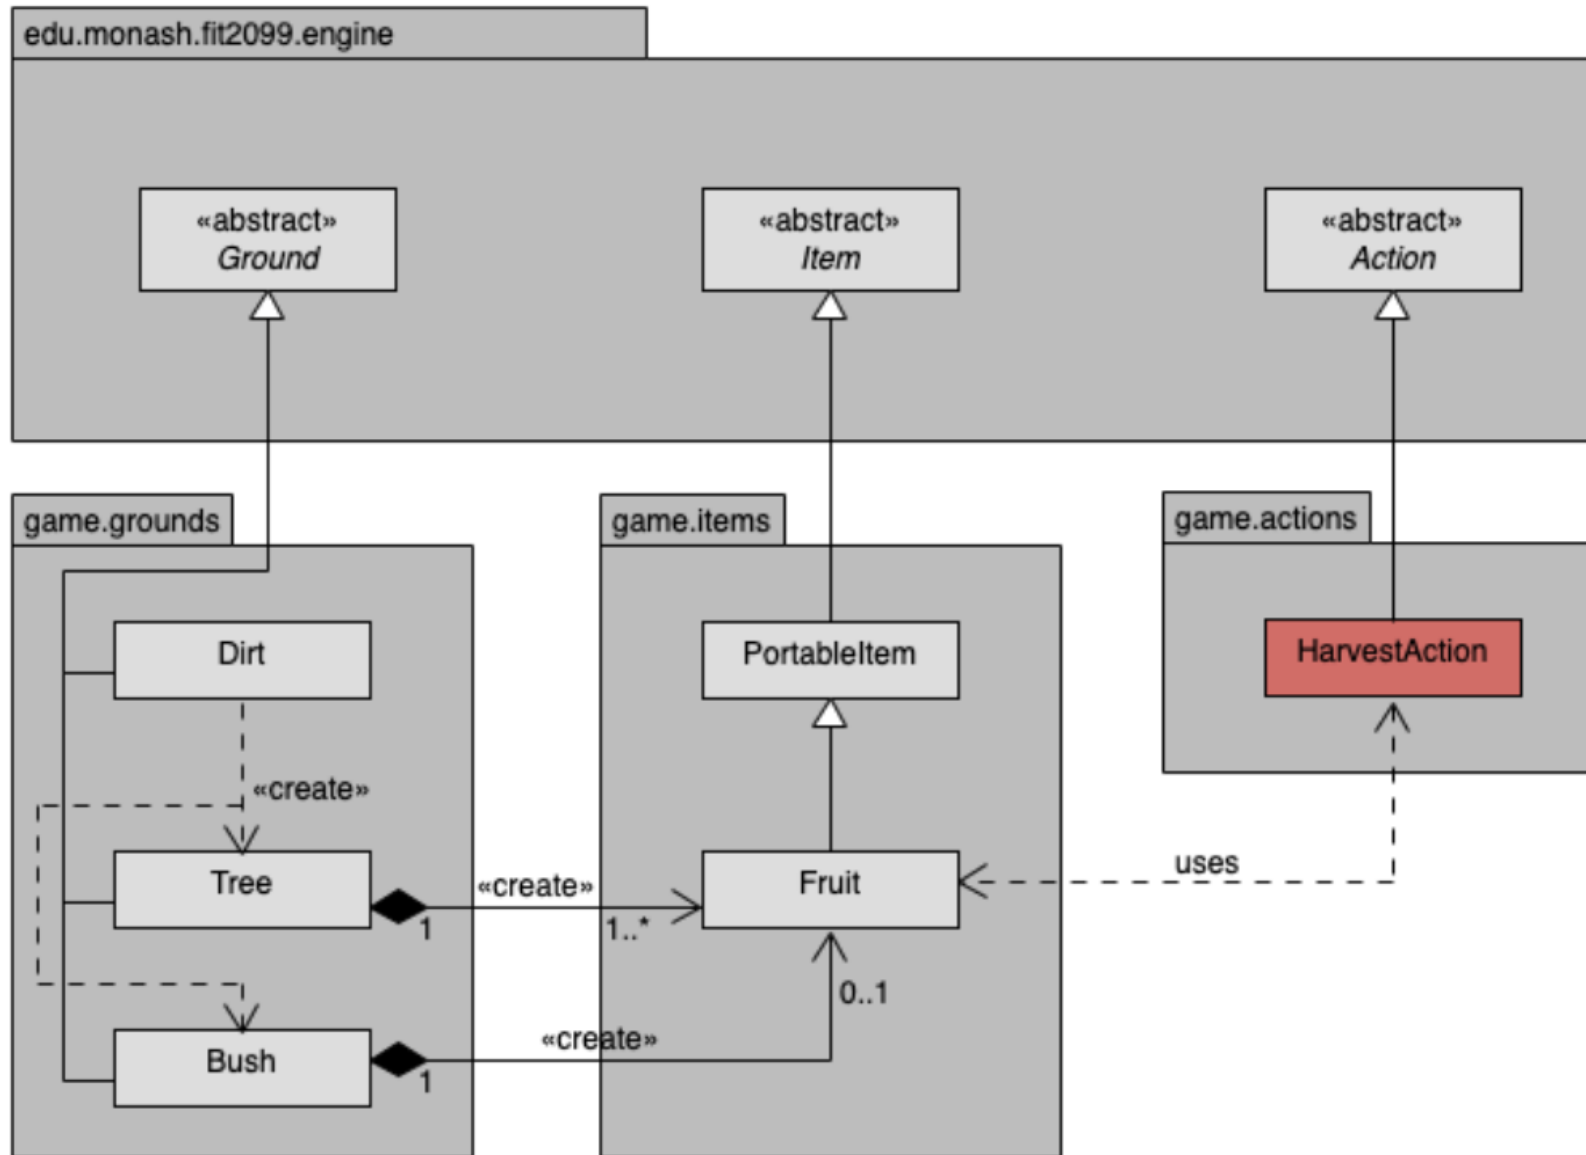 edu.monash.fit2099.engine
«abstract»
Ground
«abstract»
Item
«abstract»
Action
game.grounds
game.items
game.actions
Dirt
PortableItem
HarvestAction
«create»
Tree
1
«create»
1..*
Fruit
uses
0..1
Bush
1
«create»